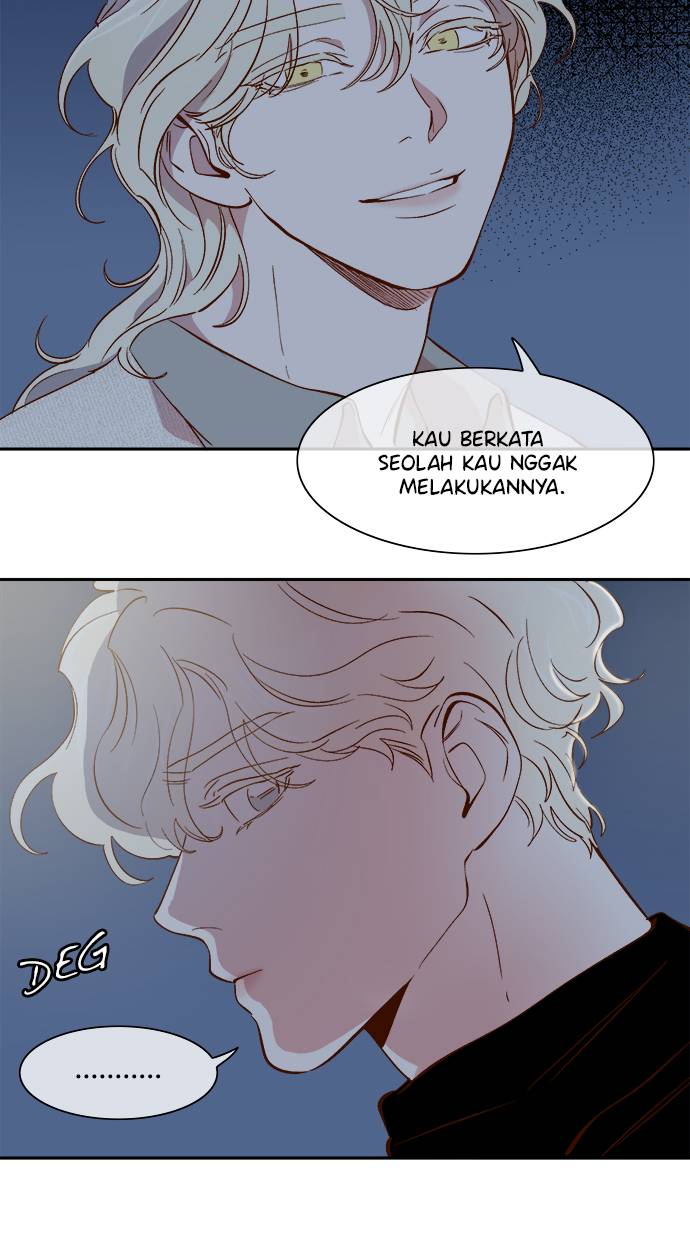 KAU BERKATA
SEOLAH KAU NGGAK
MELAKUKANNYA.
DEG
...........